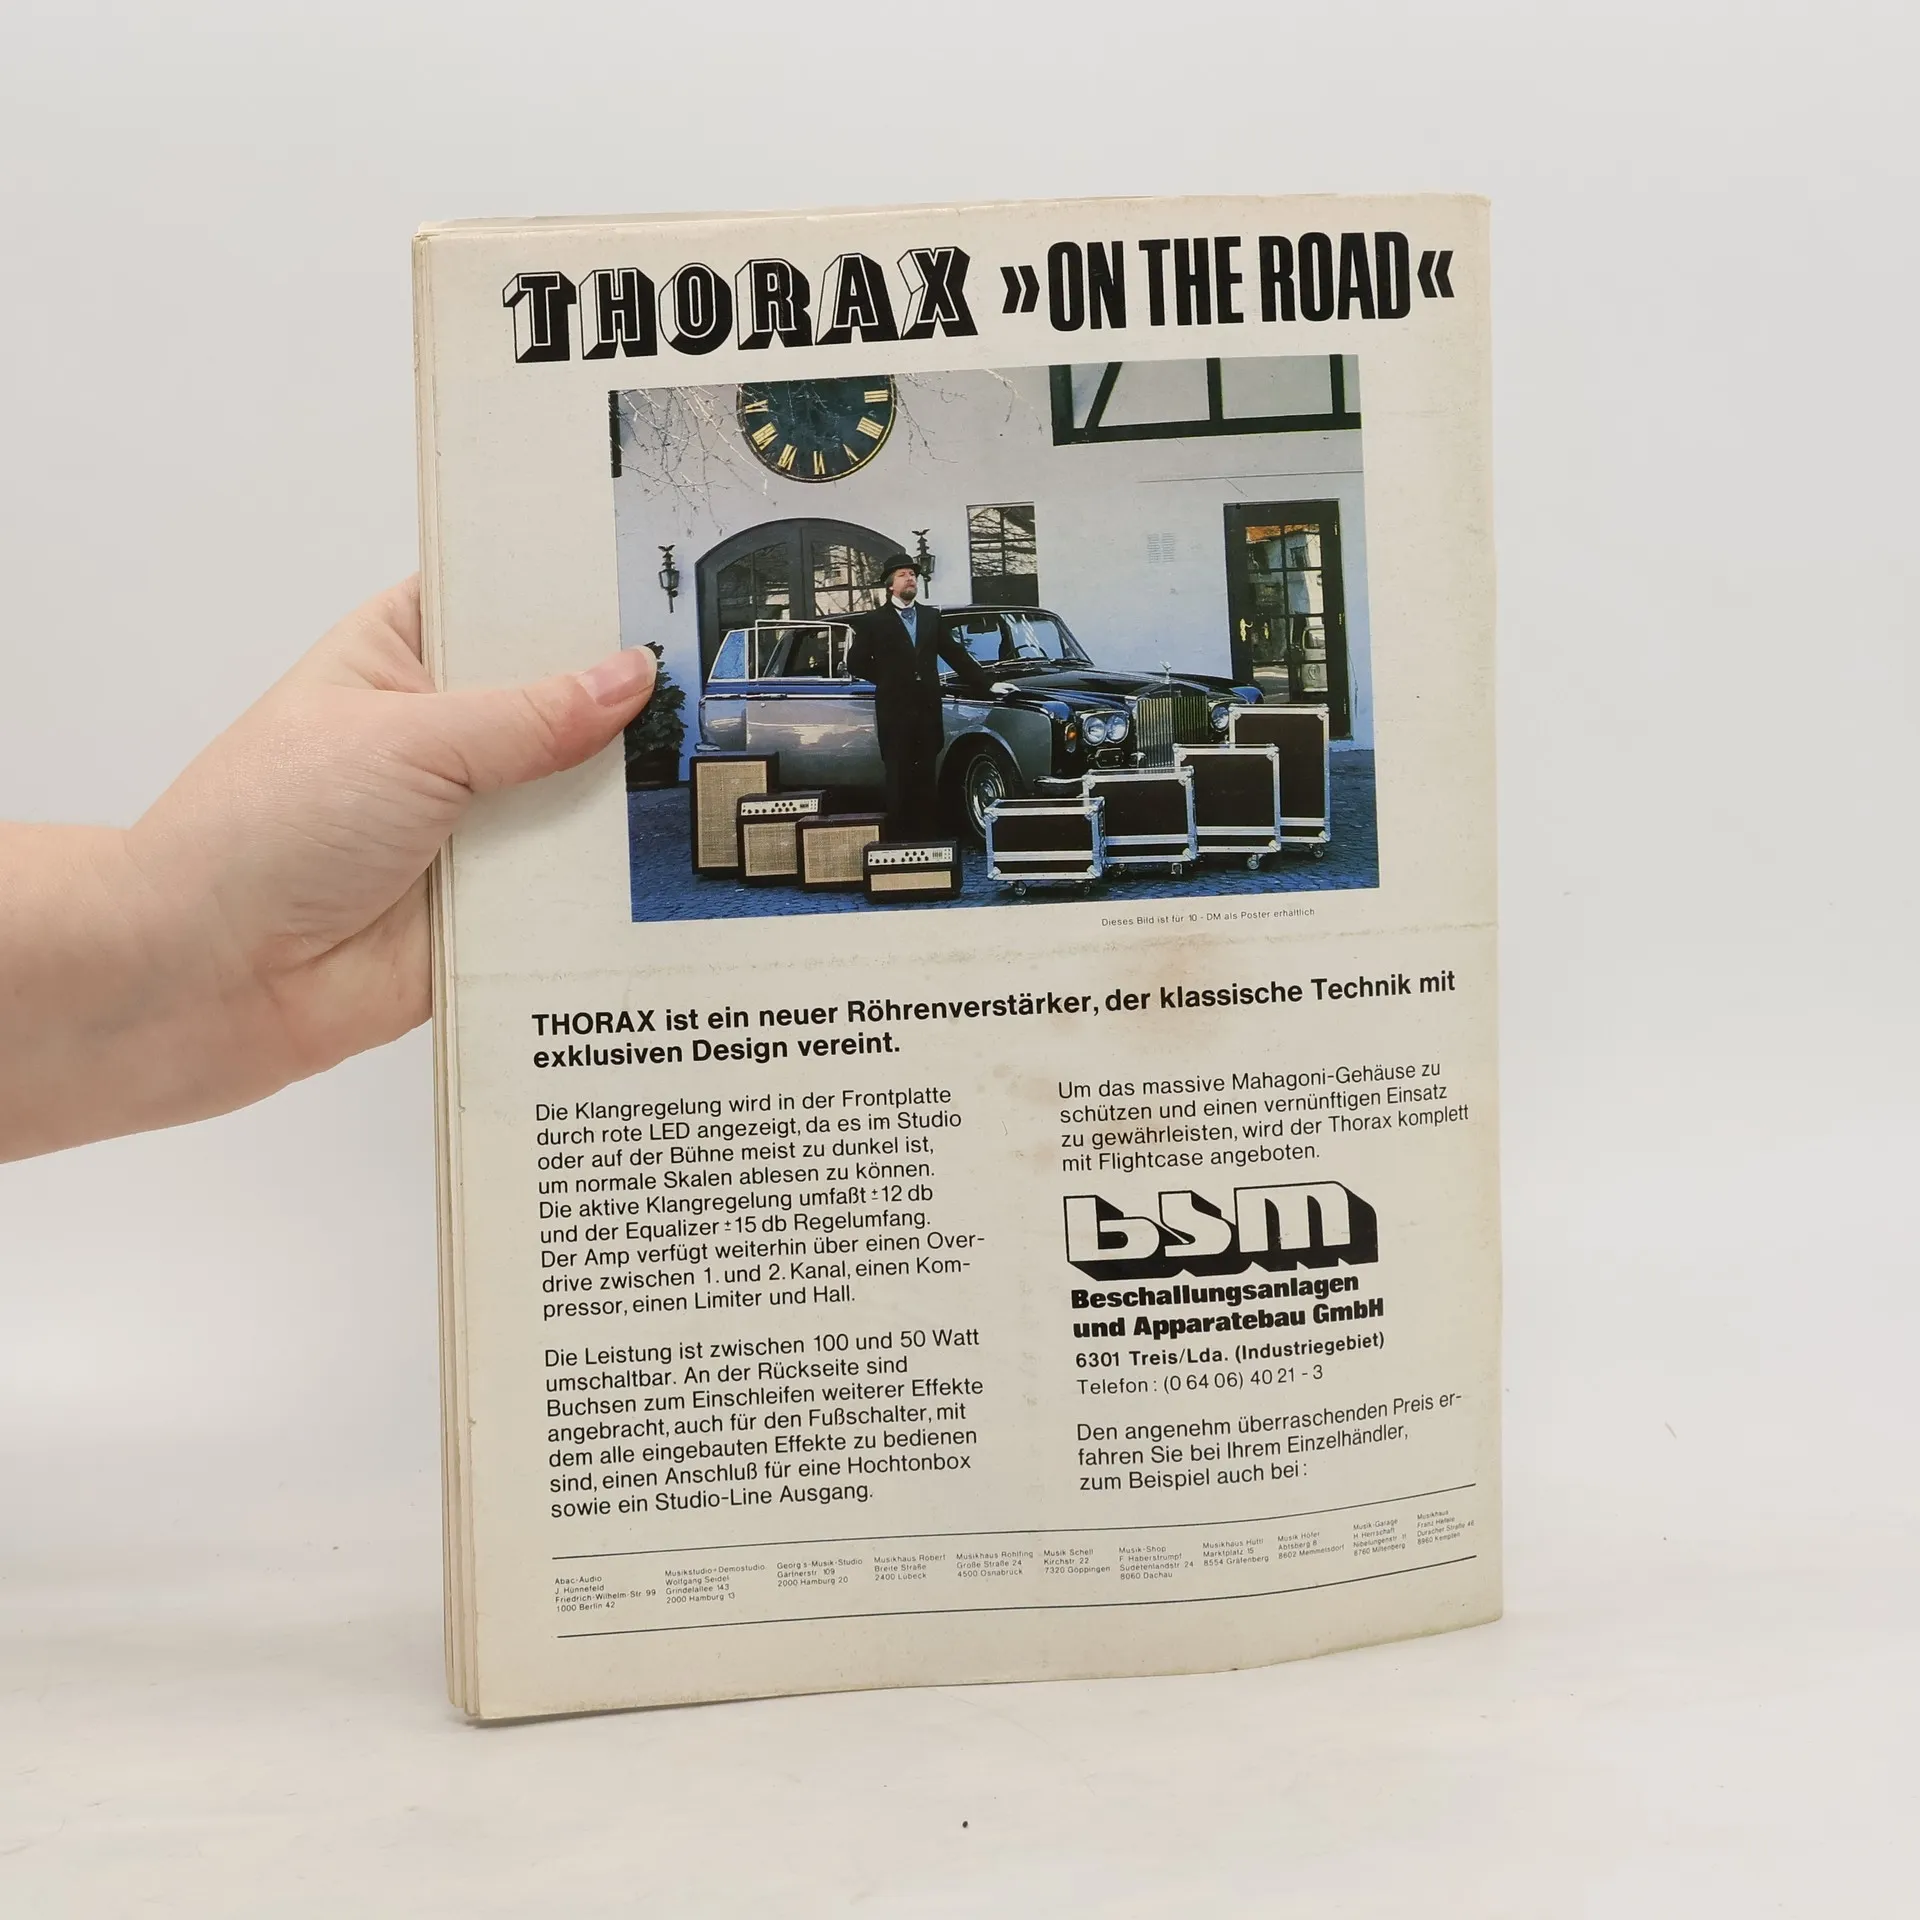 THORAX »ON THE ROAD«
Dieses Bild ist für 10 - DM als Poster erhältlich
THORAX ist ein neuer Röhrenverstärker, der klassische Technik mit
exklusiven Design vereint.
Die Klangregelung wird in der Frontplatte
durch rote LED angezeigt, da es im Studio
oder auf der Bühne meist zu dunkel ist,
um normale Skalen ablesen zu können.
Die aktive Klangregelung umfaßt ±12 db
und der Equalizer ±15 db Regelumfang.
Der Amp verfügt weiterhin über einen Over-
drive zwischen 1. und 2. Kanal, einen Kom-
pressor, einen Limiter und Hall.
Die Leistung ist zwischen 100 und 50 Watt
umschaltbar. An der Rückseite sind
Buchsen zum Einschleifen weiterer Effekte
angebracht, auch für den Fußschalter, mit
dem alle eingebauten Effekte zu bedienen
sind, einen Anschluß für eine Hochtonbox
sowie ein Studio-Line Ausgang.
Um das massive Mahagoni-Gehäuse zu
schützen und einen vernünftigen Einsatz
zu gewährleisten, wird der Thorax komplett
mit Flightcase angeboten.
bsm
Beschallungsanlagen
und Apparatebau GmbH
6301 Treis/Lda. (Industriegebiet)
Telefon: (0 64 06) 40 21 - 3
Den angenehm überraschenden Preis er-
fahren Sie bei Ihrem Einzelhändler,
zum Beispiel auch bei:
Abac-Audio
J. Hünnefeld
Friedrich-Wilhelm-Str. 99
1000 Berlin 42
Musikstudio+Demostudio
Wolfgang Seidel
Grindelallee 143
2000 Hamburg 13
Georg's-Musik-Studio
Gärtnerstr. 109
2000 Hamburg 20
Musikhaus Robert
Breite Straße
2400 Lübeck
Musikhaus Rohlfing
Große Straße 24
4500 Osnabrück
Musik Schell
Kirchstr. 22
7320 Göppingen
Musik-Shop
F. Haberstrumpf
Sudetenlandstr. 24
8060 Dachau
Musikhaus Hüttl
Marktplatz 15
8554 Gräfenberg
Musik Höfer
Abtsberg 8
8602 Memmelsdorf
Musik-Garage
H. Herrschaft
Nibelungenstr. 11
8760 Miltenberg
Musikhaus
Franz Hiefele
Duracher Straße 46
8960 Kempten